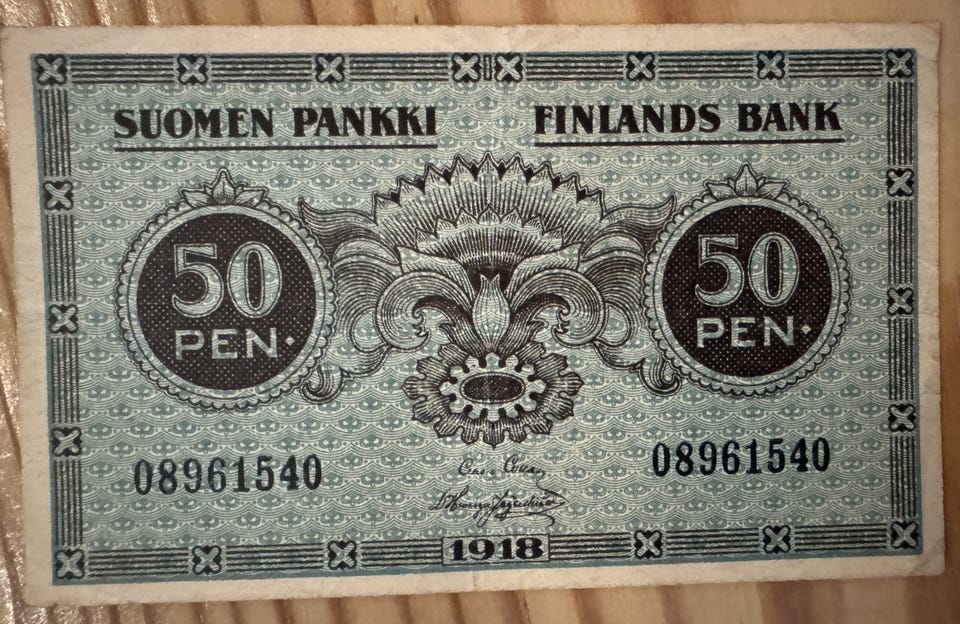 SUOMEN PANKKI FINLANDS BANK
50 50
PEN. PEN.
08961540 08961540
1918